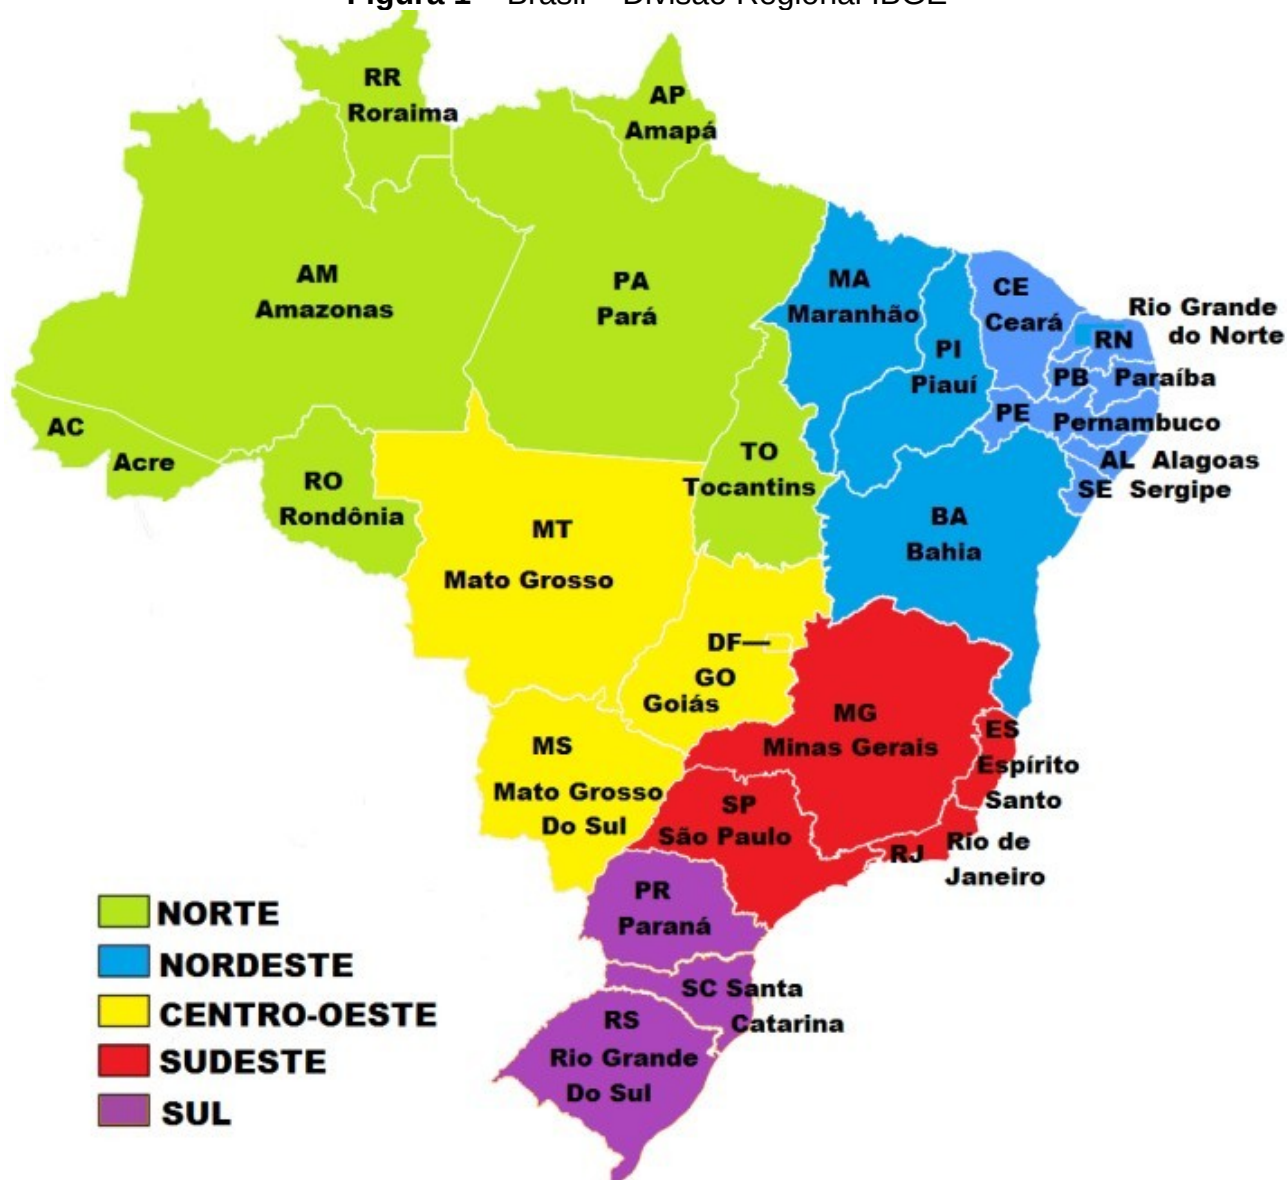 Figura 1 – Brasil – Divisão Regional IBGE
RR
Roraima
AP
Amapá
AM
Amazonas
PA
Pará
MA
Maranhão
CE
Ceará
Rio Grande
do Norte
RN
PI
Piauí
PB Paraíba
PE Pernambuco
AC
Acre
RO
Rondônia
TO
Tocantins
AL Alagoas
SE Sergipe
MT
Mato Grosso
BA
Bahia
DF
GO
Goiás
MS
Mato Grosso
Do Sul
MG
Minas Gerais
ES
Espírito
Santo
SP
São Paulo
RJ Rio de
Janeiro
PR
Paraná
SC Santa
Catarina
RS
Rio Grande
Do Sul
NORTE
NORDESTE
CENTRO-OESTE
SUDESTE
SUL